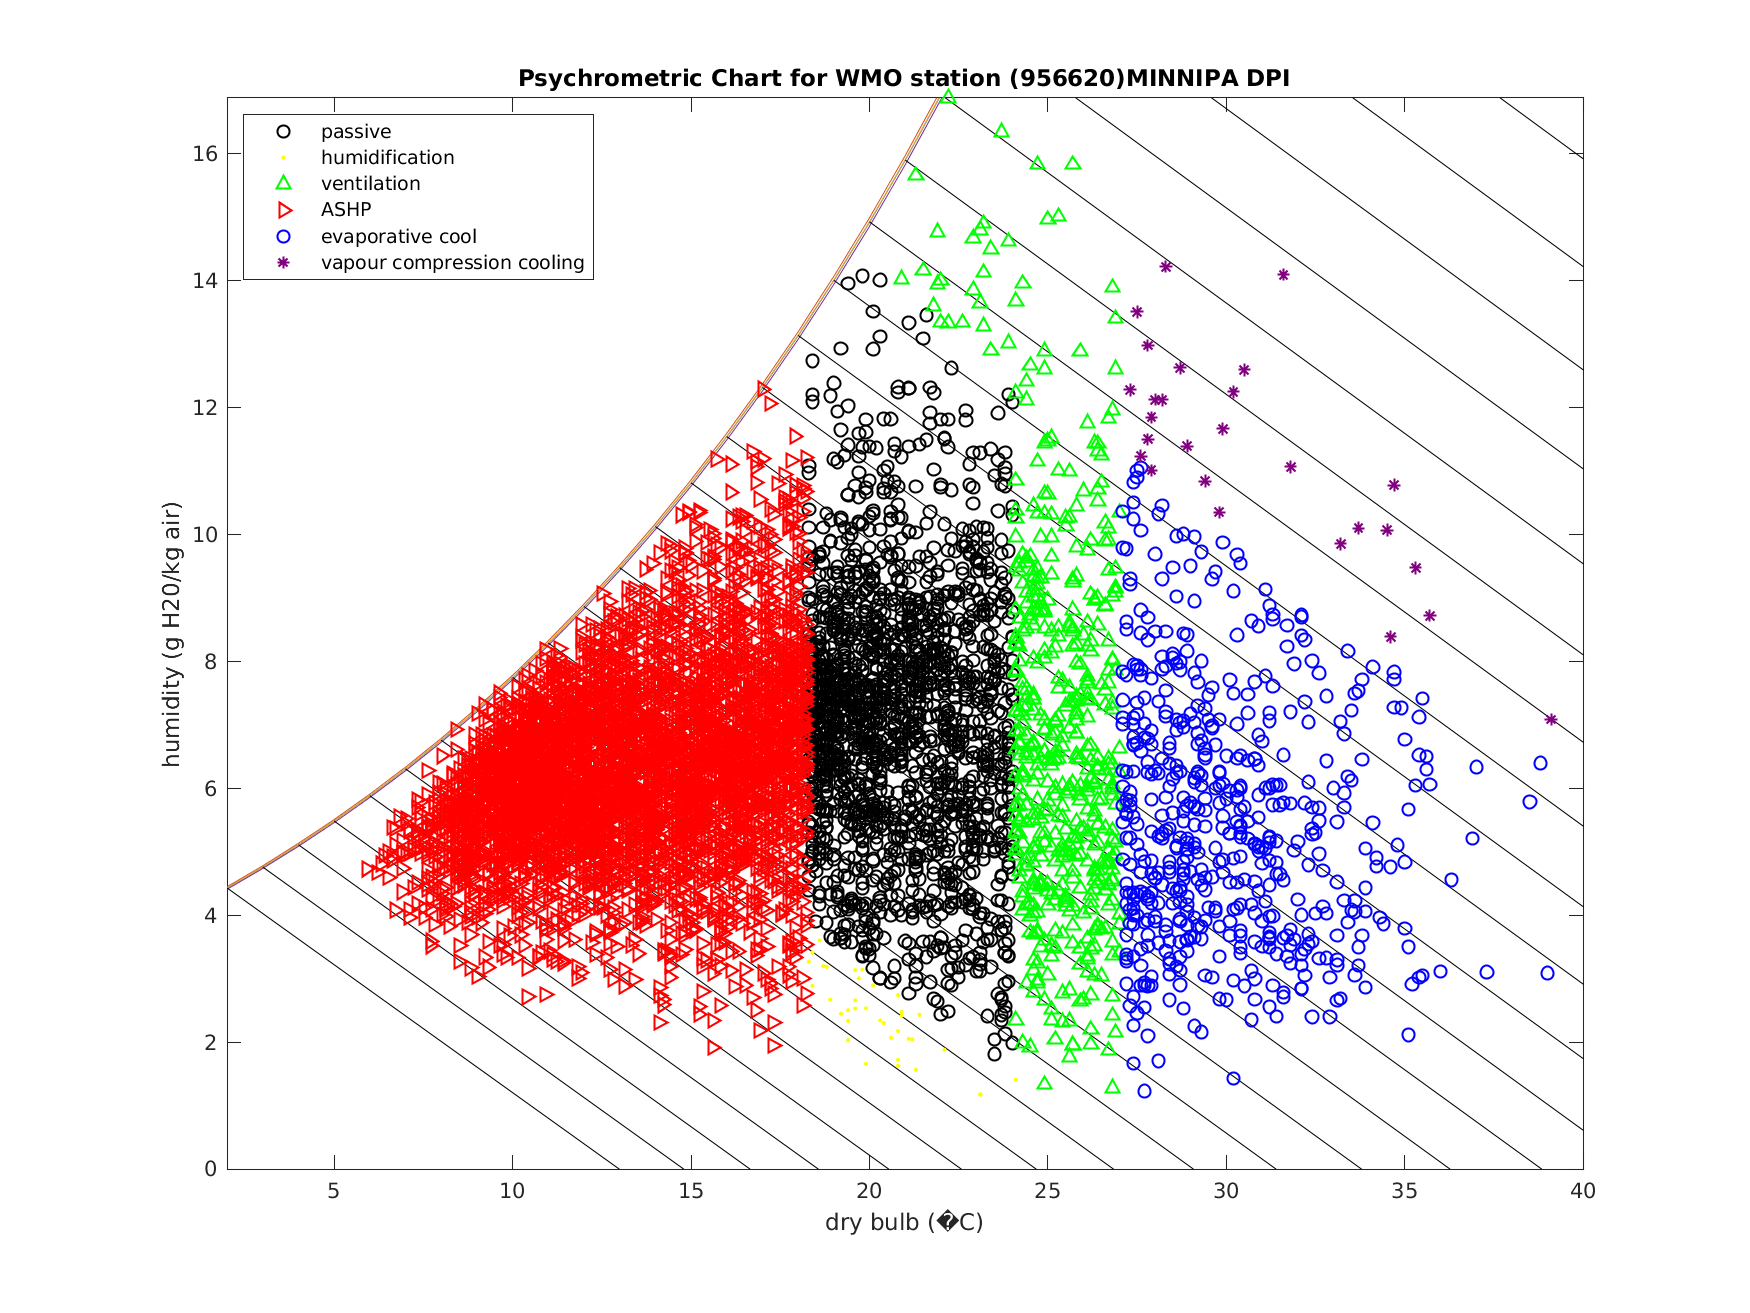 Psychrometric Chart for WMO station (956620)MINNIPA DPI
passive
humidification
ventilation
ASHP
evaporative cool
vapour compression cooling
humidity (g H20/kg air)
16
14
12
10
8
6
4
2
0
5 10 15 20 25 30 35 40
dry bulb (�C)